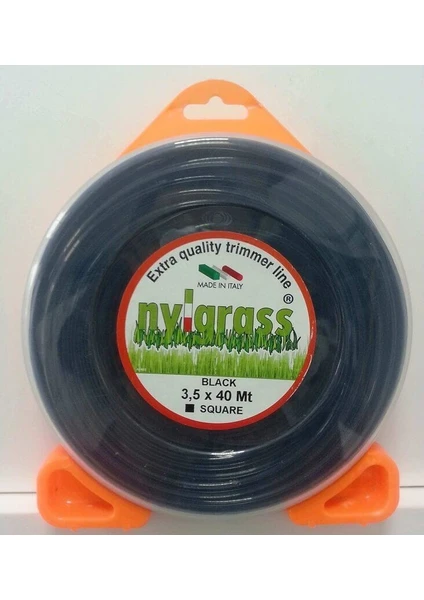 Extra quality trimmer line
MADE IN ITALY
nylgrass ®
BLACK
3,5 x 40 Mt
■ SQUARE